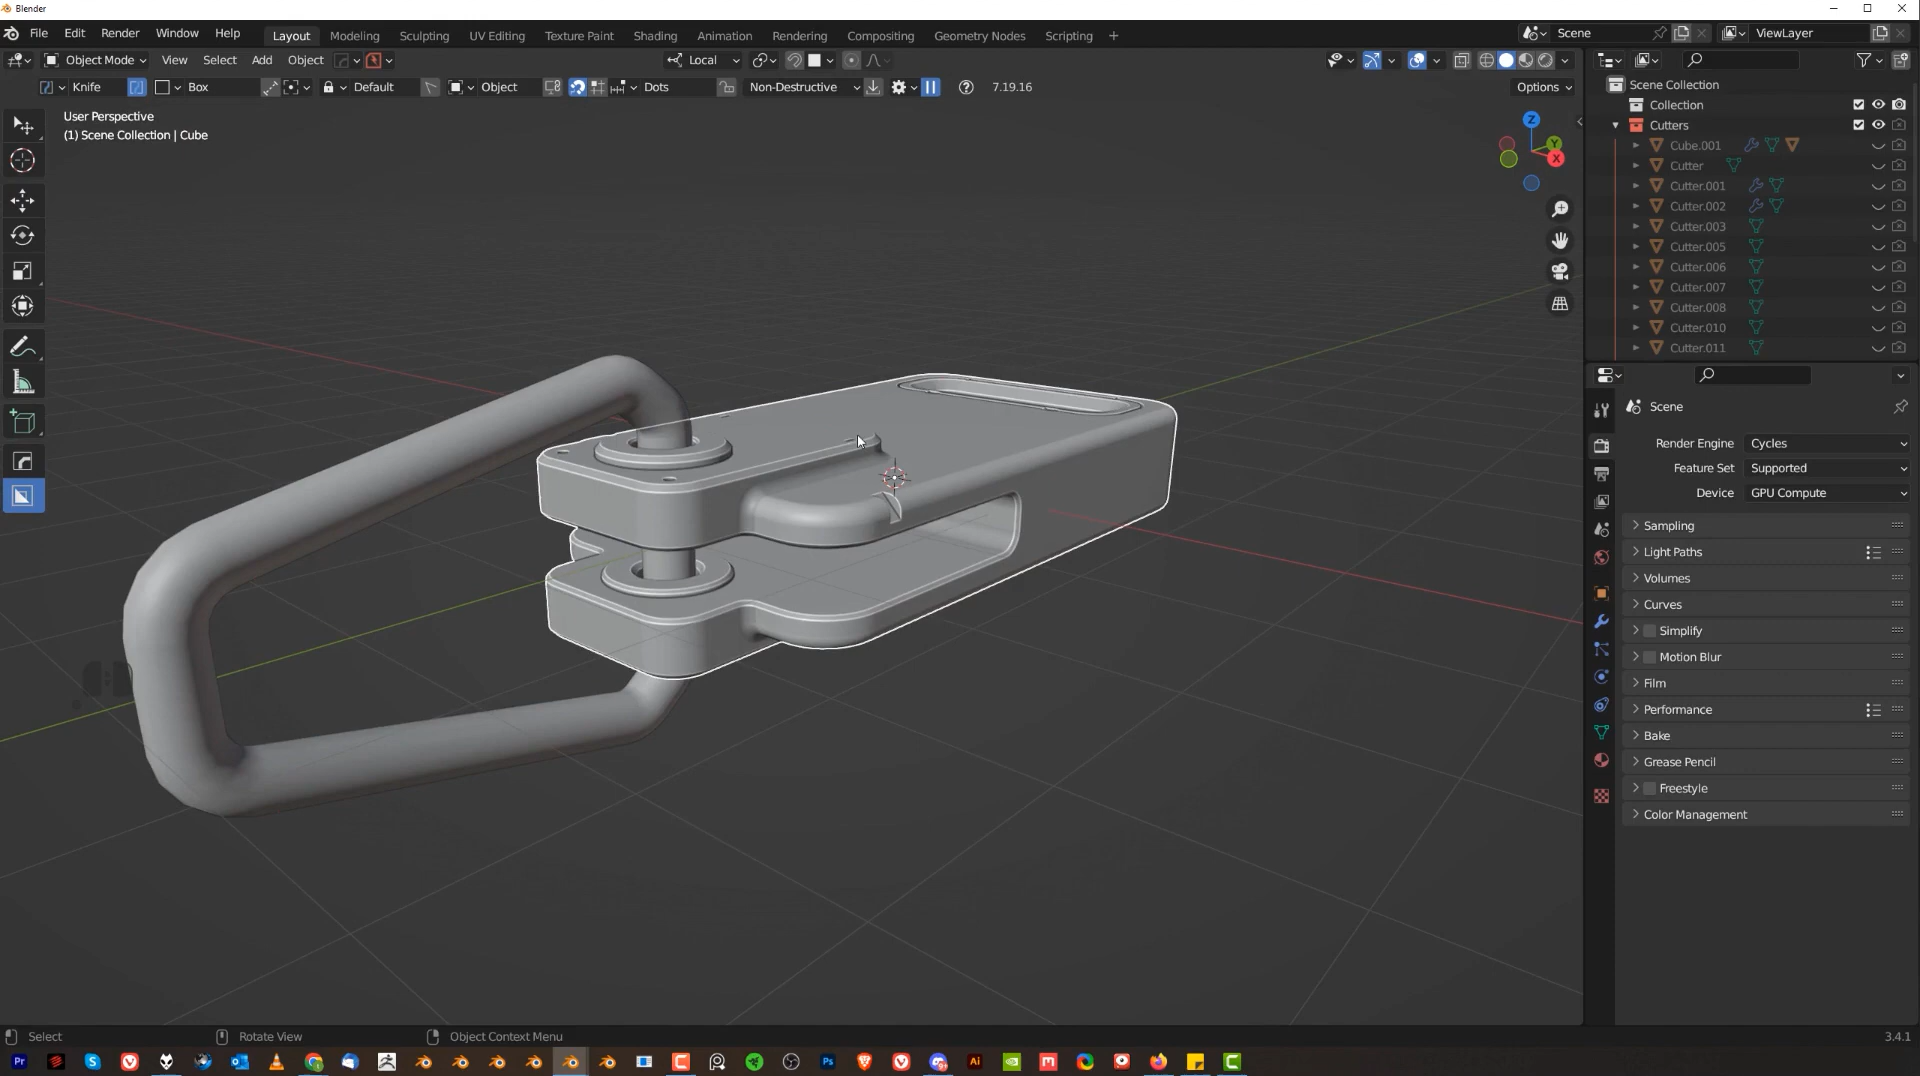 Blender
File Edit Render Window Help Layout Modeling Sculpting UV Editing Texture Paint Shading Animation Rendering Compositing Geometry Nodes Scripting + Scene ViewLayer
Object Mode View Select Add Object Local
Knife Box Default Object Dots Non-Destructive 7.19.16 Options
User Perspective
(1) Scene Collection | Cube
Z
Y
X
Scene Collection
Collection
Cutters
Cube.001
Cutter
Cutter.001
Cutter.002
Cutter.003
Cutter.005
Cutter.006
Cutter.007
Cutter.008
Cutter.010
Cutter.011
Scene
Render Engine Cycles
Feature Set Supported
Device GPU Compute
Sampling
Light Paths
Volumes
Curves
Simplify
Motion Blur
Film
Performance
Bake
Grease Pencil
Freestyle
Color Management
Select Rotate View Object Context Menu 3.4.1
Pr S Ps Ai